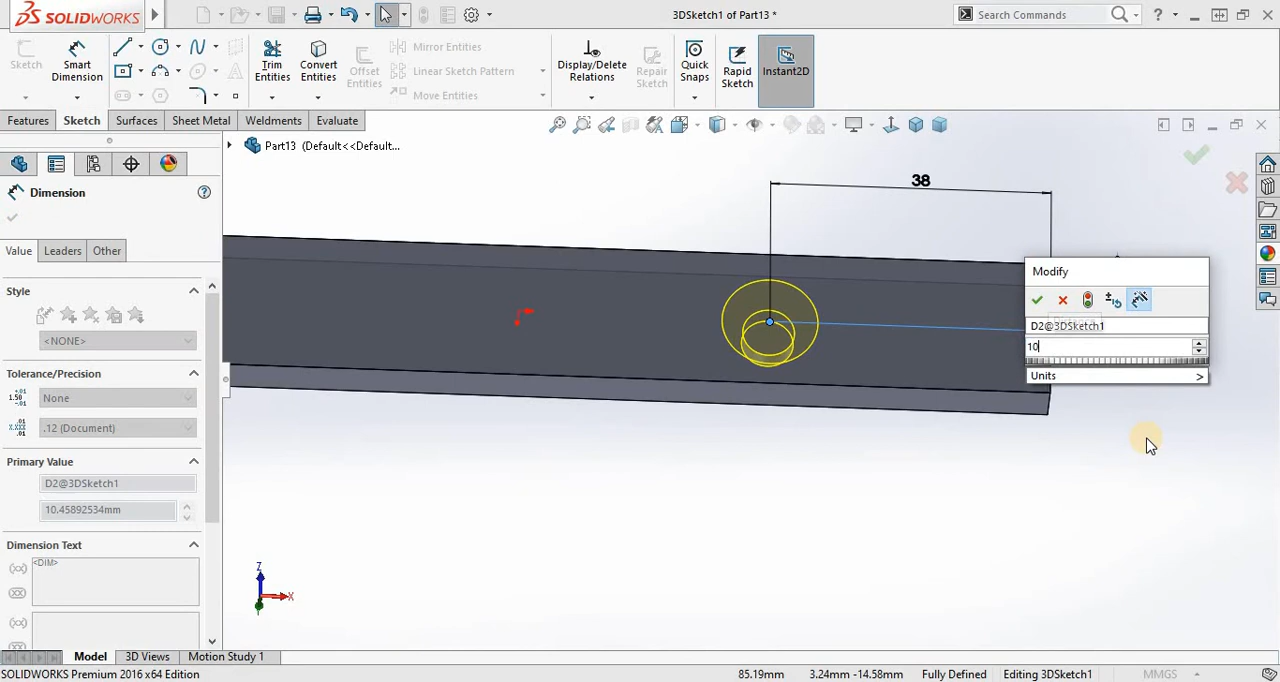 SOLIDWORKS
3DSketch1 of Part13 *
Search Commands
Sketch
Smart Dimension
Trim Entities
Convert Entities
Offset Entities
Mirror Entities
Linear Sketch Pattern
Move Entities
Display/Delete Relations
Repair Sketch
Quick Snaps
Rapid Sketch
Instant2D
Features
Sketch
Surfaces
Sheet Metal
Weldments
Evaluate
Part13 (Default<<Default...
Dimension
Value
Leaders
Other
Style
<NONE>
Tolerance/Precision
None
.12 (Document)
Primary Value
D2@3DSketch1
10.45892534mm
Dimension Text
<DIM>
38
Modify
D2@3DSketch1
10
Units >
Z
X
Model
3D Views
Motion Study 1
SOLIDWORKS Premium 2016 x64 Edition
85.19mm
3.24mm -14.58mm
Fully Defined
Editing 3DSketch1
MMGS